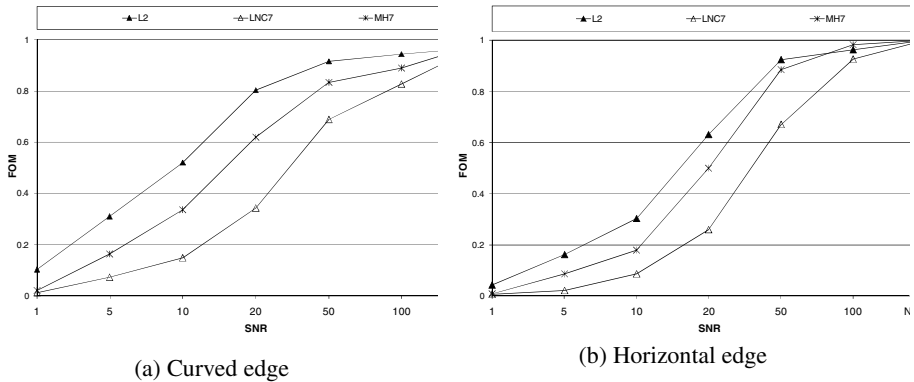 L2 LNC7 MH7
1
0.8
0.6
0.4
0.2
0
FOM
1 5 10 20 50 100
SNR
(a) Curved edge
L2 LNC7 MH7
1
0.8
0.6
0.4
0.2
0
FOM
1 5 10 20 50 100 N
SNR
(b) Horizontal edge